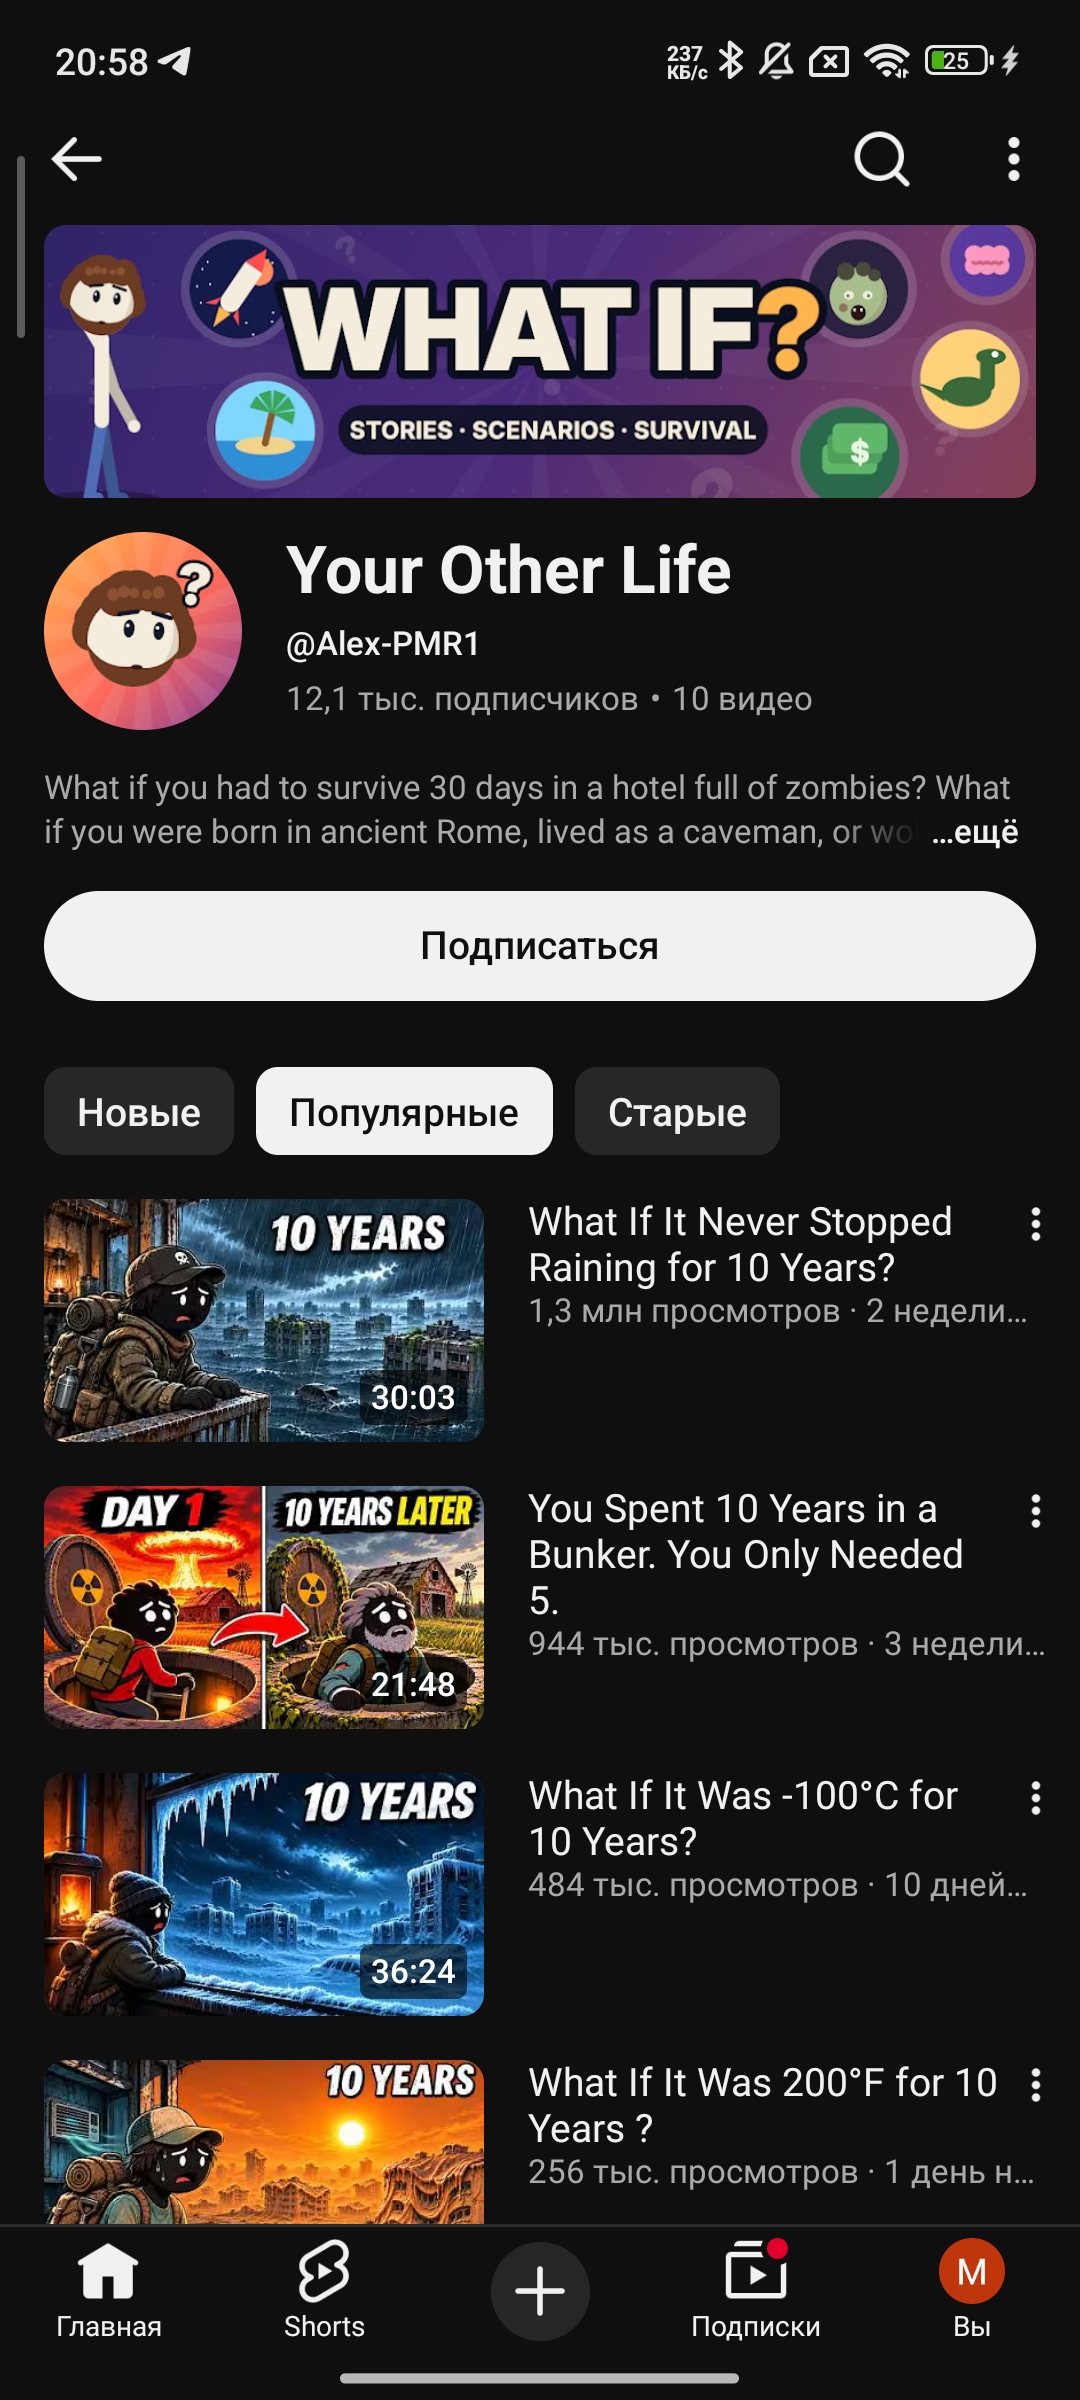 20:58
237
КБ/с
25
WHAT IF?
STORIES · SCENARIOS · SURVIVAL
?
Your Other Life
@Alex-PMR1
12,1 тыс. подписчиков • 10 видео
What if you had to survive 30 days in a hotel full of zombies? What
if you were born in ancient Rome, lived as a caveman, or wo ...ещё
Подписаться
Новые
Популярные
Старые
10 YEARS
30:03
What If It Never Stopped
Raining for 10 Years?
1,3 млн просмотров · 2 недели...
DAY 1
10 YEARS LATER
21:48
You Spent 10 Years in a
Bunker. You Only Needed
5.
944 тыс. просмотров · 3 недели...
10 YEARS
36:24
What If It Was -100°C for
10 Years?
484 тыс. просмотров · 10 дней...
10 YEARS
What If It Was 200°F for 10
Years ?
256 тыс. просмотров · 1 день н...
Главная
Shorts
Подписки
М
Вы